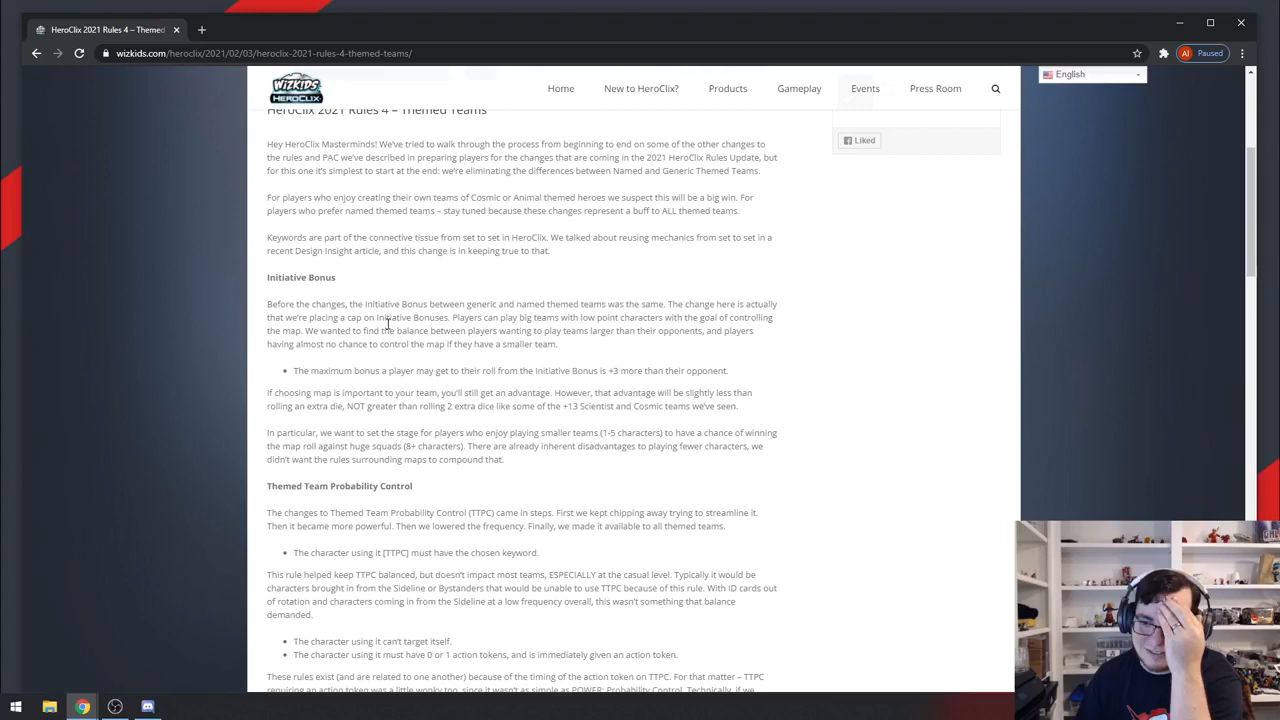 HeroClix 2021 Rules 4 – Themed
wizkids.com/heroclix/2021/02/03/heroclix-2021-rules-4-themed-teams/
AI Paused
WIZKIDS HEROCLIX
Home New to HeroClix? Products Gameplay Events Press Room
English
HeroClix 2021 Rules 4 – Themed Teams
Liked
Hey HeroClix Masterminds! We've tried to walk through the process from beginning to end on some of the other changes to
the rules and PAC we've described in preparing players for the changes that are coming in the 2021 HeroClix Rules Update, but
for this one it's simplest to start at the end: we're eliminating the differences between Named and Generic Themed Teams.
For players who enjoy creating their own teams of Cosmic or Animal themed heroes we suspect this will be a big win. For
players who prefer named themed teams – stay tuned because these changes represent a buff to ALL themed teams.
Keywords are part of the connective tissue from set to set in HeroClix. We talked about reusing mechanics from set to set in a
recent Design Insight article, and this change is in keeping true to that.
Initiative Bonus
Before the changes, the Initiative Bonus between generic and named themed teams was the same. The change here is actually
that we're placing a cap on Initiative Bonuses. Players can play big teams with low point characters with the goal of controlling
the map. We wanted to find the balance between players wanting to play teams larger than their opponents, and players
having almost no chance to control the map if they have a smaller team.
• The maximum bonus a player may get to their roll from the Initiative Bonus is +3 more than their opponent.
If choosing map is important to your team, you'll still get an advantage. However, that advantage will be slightly less than
rolling an extra die, NOT greater than rolling 2 extra dice like some of the +13 Scientist and Cosmic teams we've seen.
In particular, we want to set the stage for players who enjoy playing smaller teams (1-5 characters) to have a chance of winning
the map roll against huge squads (8+ characters). There are already inherent disadvantages to playing fewer characters, we
didn't want the rules surrounding maps to compound that.
Themed Team Probability Control
The changes to Themed Team Probability Control (TTPC) came in steps. First we kept chipping away trying to streamline it.
Then it became more powerful. Then we lowered the frequency. Finally, we made it available to all themed teams.
• The character using it [TTPC] must have the chosen keyword.
This rule helped keep TTPC balanced, but doesn't impact most teams, ESPECIALLY at the casual level. Typically it would be
characters brought in from the Sideline or Bystanders that would be unable to use TTPC because of this rule. With ID cards out
of rotation and characters coming in from the Sideline at a low frequency overall, this wasn't something that balance
demanded.
• The character using it can't target itself.
• The character using it must have 0 or 1 action tokens, and is immediately given an action token.
These rules exist (and are related to one another) because of the timing of the action token on TTPC. For that matter – TTPC
requiring an action token was a little wonky too, since it wasn't as simple as POWER: Probability Control. Technically, if we